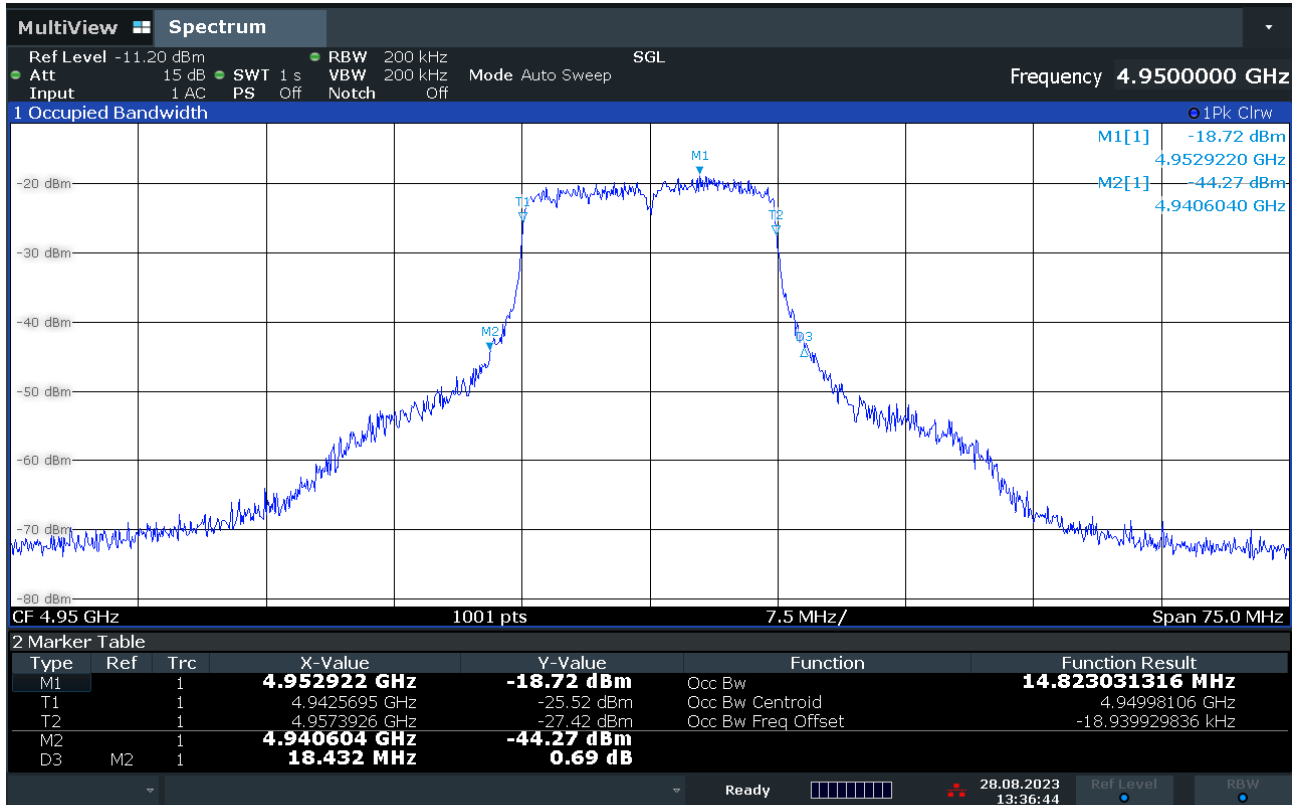 MultiView Spectrum
Ref Level -11.20 dBm RBW 200 kHz SGL
Att 15 dB SWT 1 s VBW 200 kHz Mode Auto Sweep Frequency 4.9500000 GHz
Input 1 AC PS Off Notch Off
1 Occupied Bandwidth 1Pk Clrw
M1[1] -18.72 dBm
4.9529220 GHz
M2[1] -44.27 dBm
4.9406040 GHz
M1
-20 dBm
T1
T2
-30 dBm
-40 dBm
M2
D3
-50 dBm
-60 dBm
-70 dBm
-80 dBm
CF 4.95 GHz 1001 pts 7.5 MHz/ Span 75.0 MHz
2 Marker Table
Type Ref Trc X-Value Y-Value Function Function Result
M1 1 4.952922 GHz -18.72 dBm Occ Bw 14.823031316 MHz
T1 1 4.9425695 GHz -25.52 dBm Occ Bw Centroid 4.94998106 GHz
T2 1 4.9573926 GHz -27.42 dBm Occ Bw Freq Offset -18.939929836 kHz
M2 1 4.940604 GHz -44.27 dBm
D3 M2 1 18.432 MHz 0.69 dB
Ready 28.08.2023 Ref Level RBW
13:36:44